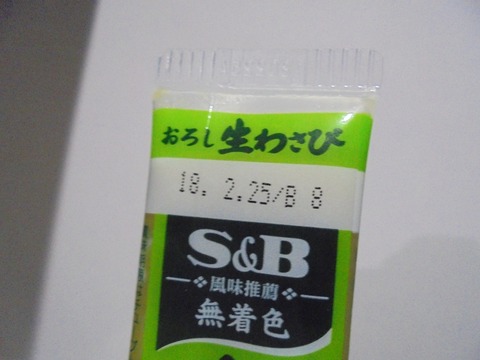 おろし生わさび
18. 2.25/B 8
S&B
風味推薦
無着色